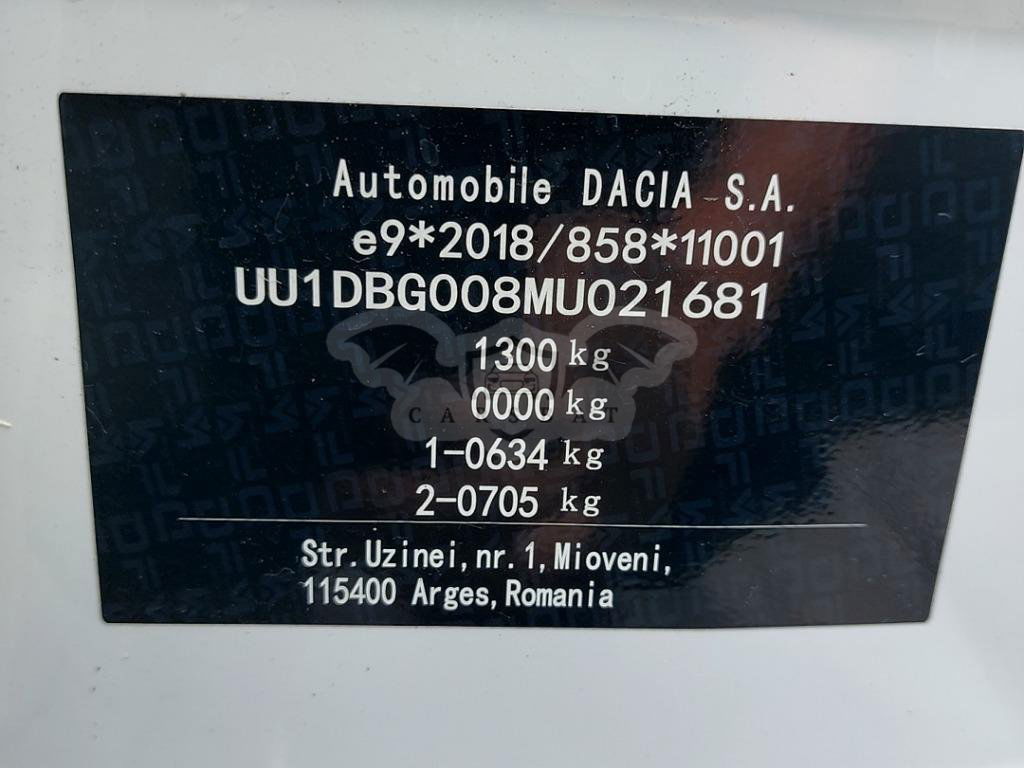 Automobile DACIA S.A.
e9*2018/858*11001
UU1DBG008MU021681
1300 kg
0000 kg
CARCAT
1-0634 kg
2-0705 kg
Str.Uzinei,nr.1,Mioveni,
115400 Arges,Romania